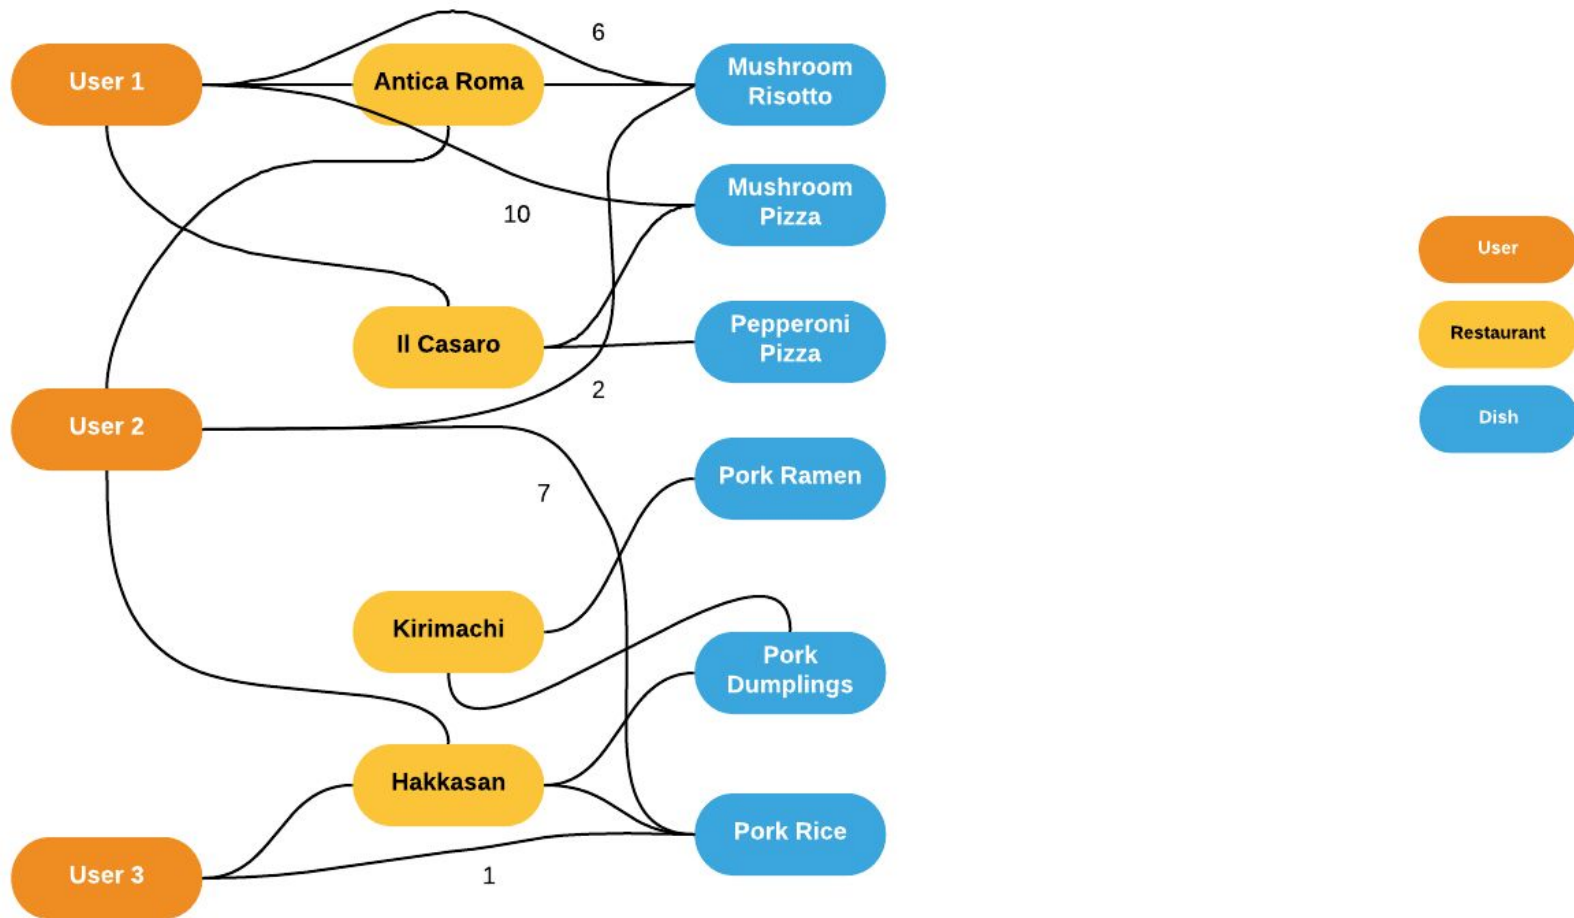 6
User 1
Antica Roma
Mushroom
Risotto
Mushroom
Pizza
10
User
Pepperoni
Pizza
Restaurant
Il Casaro
2
User 2
Dish
Pork Ramen
7
Kirimachi
Pork
Dumplings
Hakkasan
Pork Rice
User 3
1